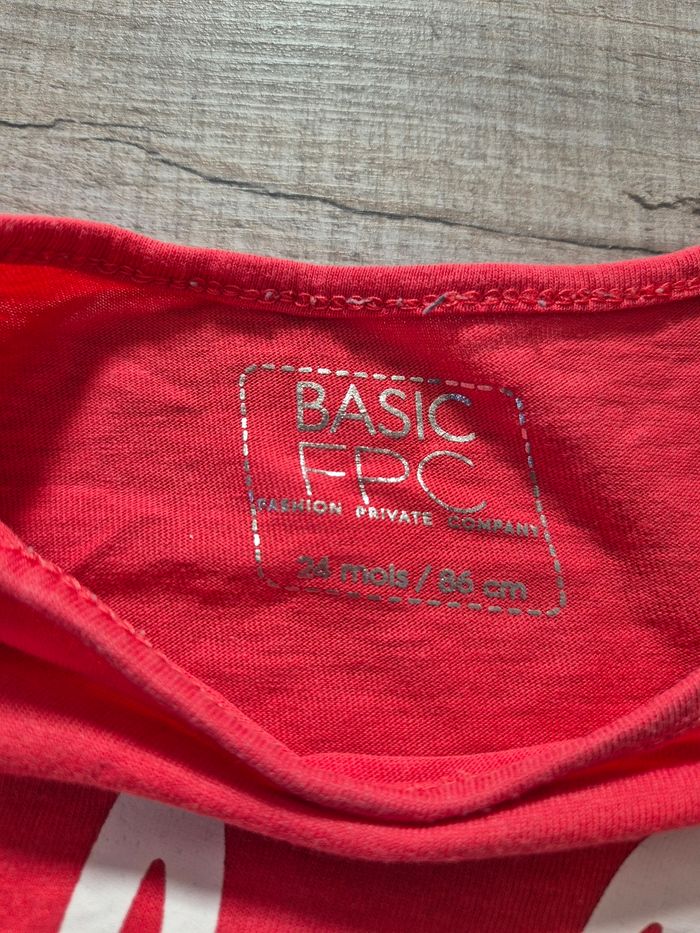 BASIC
FPC
FASHION PRIVATE COMPANY
24 mois / 86 cm